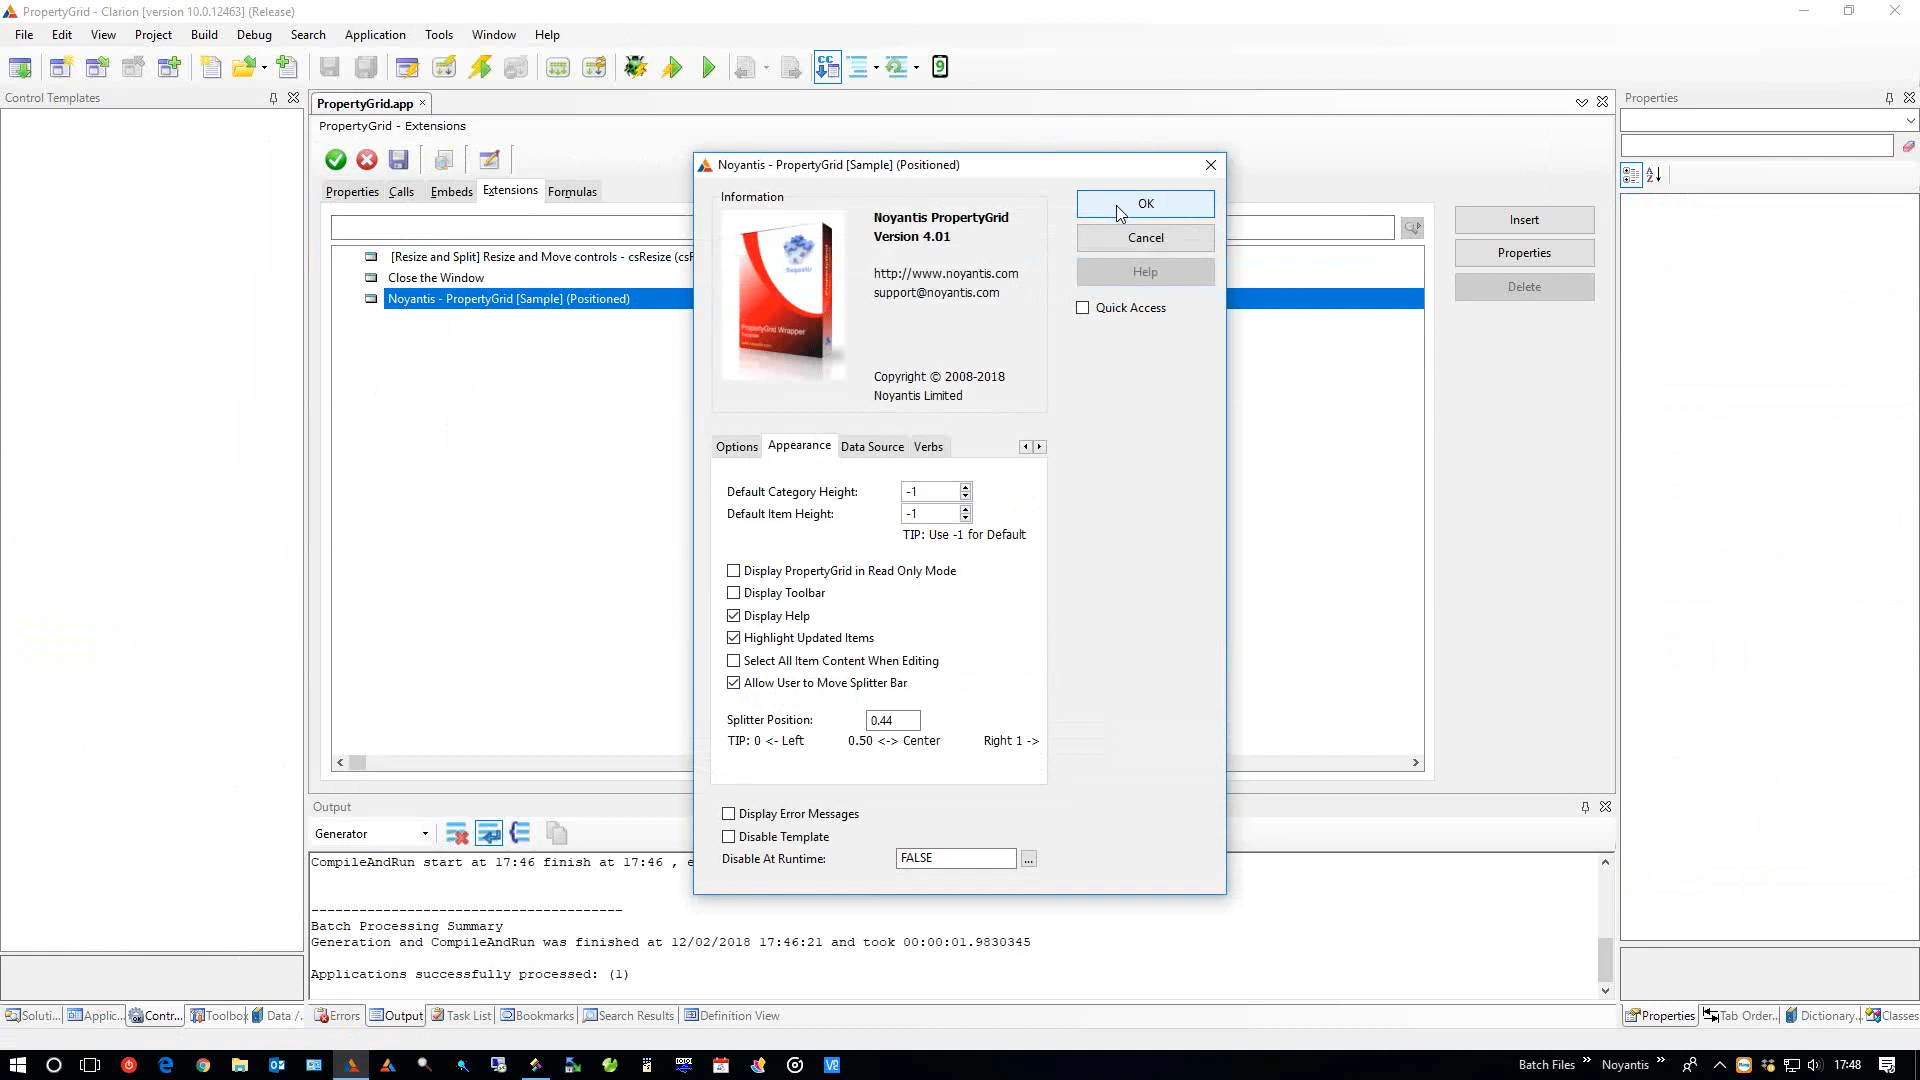 PropertyGrid - Clarion [version 10.0.12463] (Release)
File Edit View Project Build Debug Search Application Tools Window Help
Control Templates
PropertyGrid.app
PropertyGrid - Extensions
Properties Calls Embeds Extensions Formulas
[Resize and Split] Resize and Move controls - csResize (csF
Close the Window
Noyantis - PropertyGrid [Sample] (Positioned)
Insert
Properties
Delete
Noyantis - PropertyGrid [Sample] (Positioned)
Information
Noyantis PropertyGrid
Version 4.01
http://www.noyantis.com
support@noyantis.com
Copyright © 2008-2018
Noyantis Limited
Noyantis
PropertyGrid Wrapper
OK
Cancel
Help
Quick Access
Options Appearance Data Source Verbs
Default Category Height: -1
Default Item Height: -1
TIP: Use -1 for Default
Display PropertyGrid in Read Only Mode
Display Toolbar
Display Help
Highlight Updated Items
Select All Item Content When Editing
Allow User to Move Splitter Bar
Splitter Position: 0.44
TIP: 0 <- Left 0.50 <-> Center Right 1 ->
Display Error Messages
Disable Template
Disable At Runtime: FALSE ...
Properties
Output
Generator
CompileAndRun start at 17:46 finish at 17:46 , e
----------------------------------------
Batch Processing Summary
Generation and CompileAndRun was finished at 12/02/2018 17:46:21 and took 00:00:01.9830345
Applications successfully processed: (1)
Soluti... Applic... Contr... Toolbox Data /... Errors Output Task List Bookmarks Search Results Definition View
Properties Tab Order... Dictionary... Classes
Batch Files Noyantis 17:48